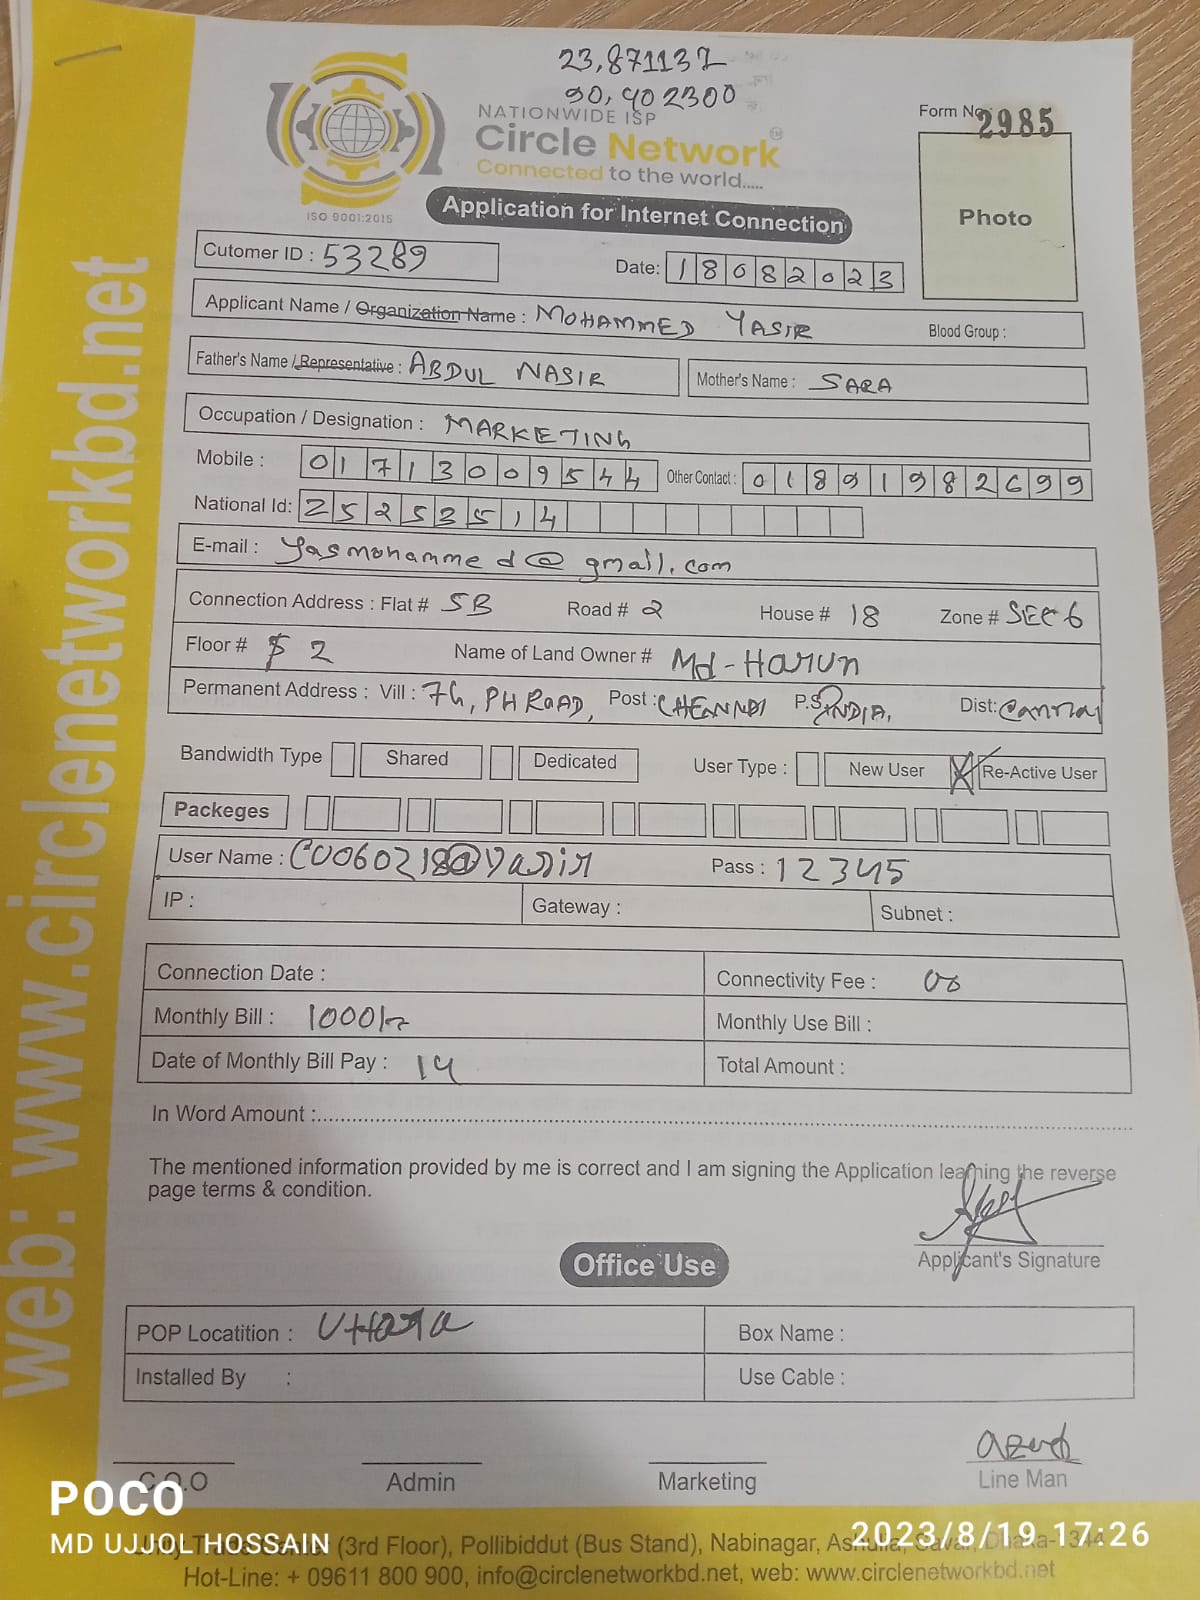 23,871137
90,402300
NATIONWIDE ISP
Circle Network
Connected to the world.....
ISO 9001:2015
Form No. 2985
Photo
Application for Internet Connection
Cutomer ID : 53289
Date: 18082023
Applicant Name / Organization Name : MOHAMMED YASIR Blood Group :
Father's Name / Representative : ABDUL NASIR Mother's Name : SARA
Occupation / Designation : MARKETING
Mobile : 01713009544 Other Contact : 01891982699
National Id: 25253514
E-mail : yasmohammed@gmail.com
Connection Address : Flat # 5B Road # 2 House # 18 Zone # SEC 6
Floor # 2 Name of Land Owner # Md-Harun
Permanent Address : Vill : 76, PH ROAD, Post : CHENNAI P.S INDIA, Dist:
Bandwidth Type Shared Dedicated User Type : New User Re-Active User
Packeges
User Name : C0060218@yasir Pass : 12345
IP : Gateway : Subnet :
Connection Date : Connectivity Fee : 00
Monthly Bill : 1000/- Monthly Use Bill :
Date of Monthly Bill Pay : 14 Total Amount :
In Word Amount :
The mentioned information provided by me is correct and I am signing the Application learning the reverse
page terms & condition.
Applicant's Signature
Office Use
POP Locatition : Uttara Box Name :
Installed By : Use Cable :
C.O.O Admin Marketing Line Man
(3rd Floor), Pollibiddut (Bus Stand), Nabinagar, Ashulia, Savar, Dhaka-1344
Hot-Line: + 09611 800 900, info@circlenetworkbd.net, web: www.circlenetworkbd.net
web: www.circlenetworkbd.net
POCO
MD UJJOL HOSSAIN
2023/8/19 17:26